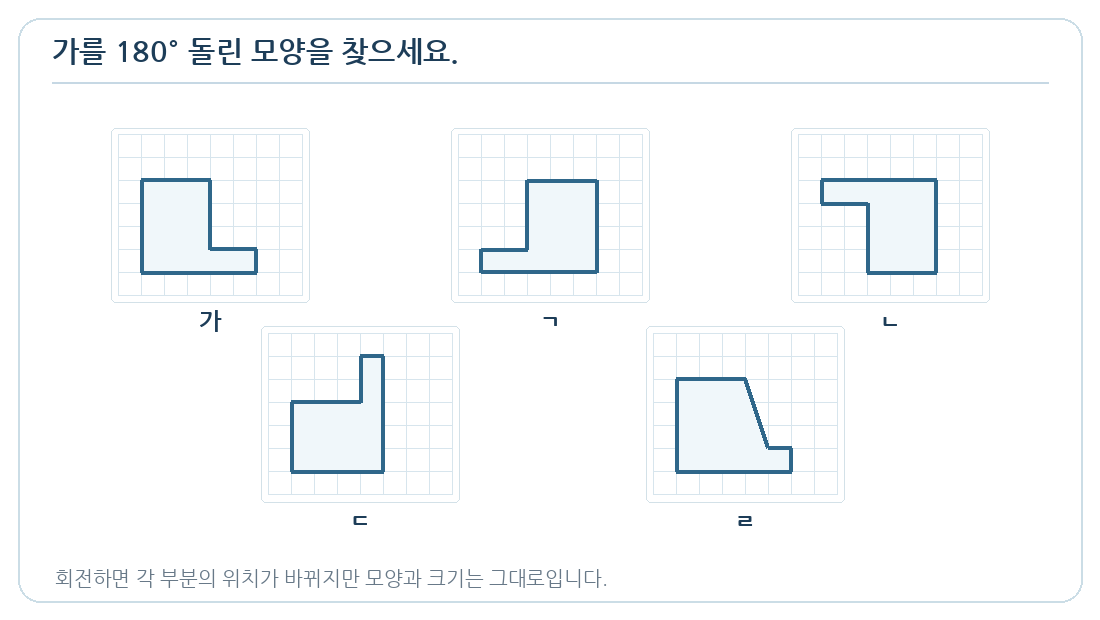 가를 180° 돌린 모양을 찾으세요.
가
ㄱ
ㄴ
ㄷ
ㄹ
회전하면 각 부분의 위치가 바뀌지만 모양과 크기는 그대로입니다.